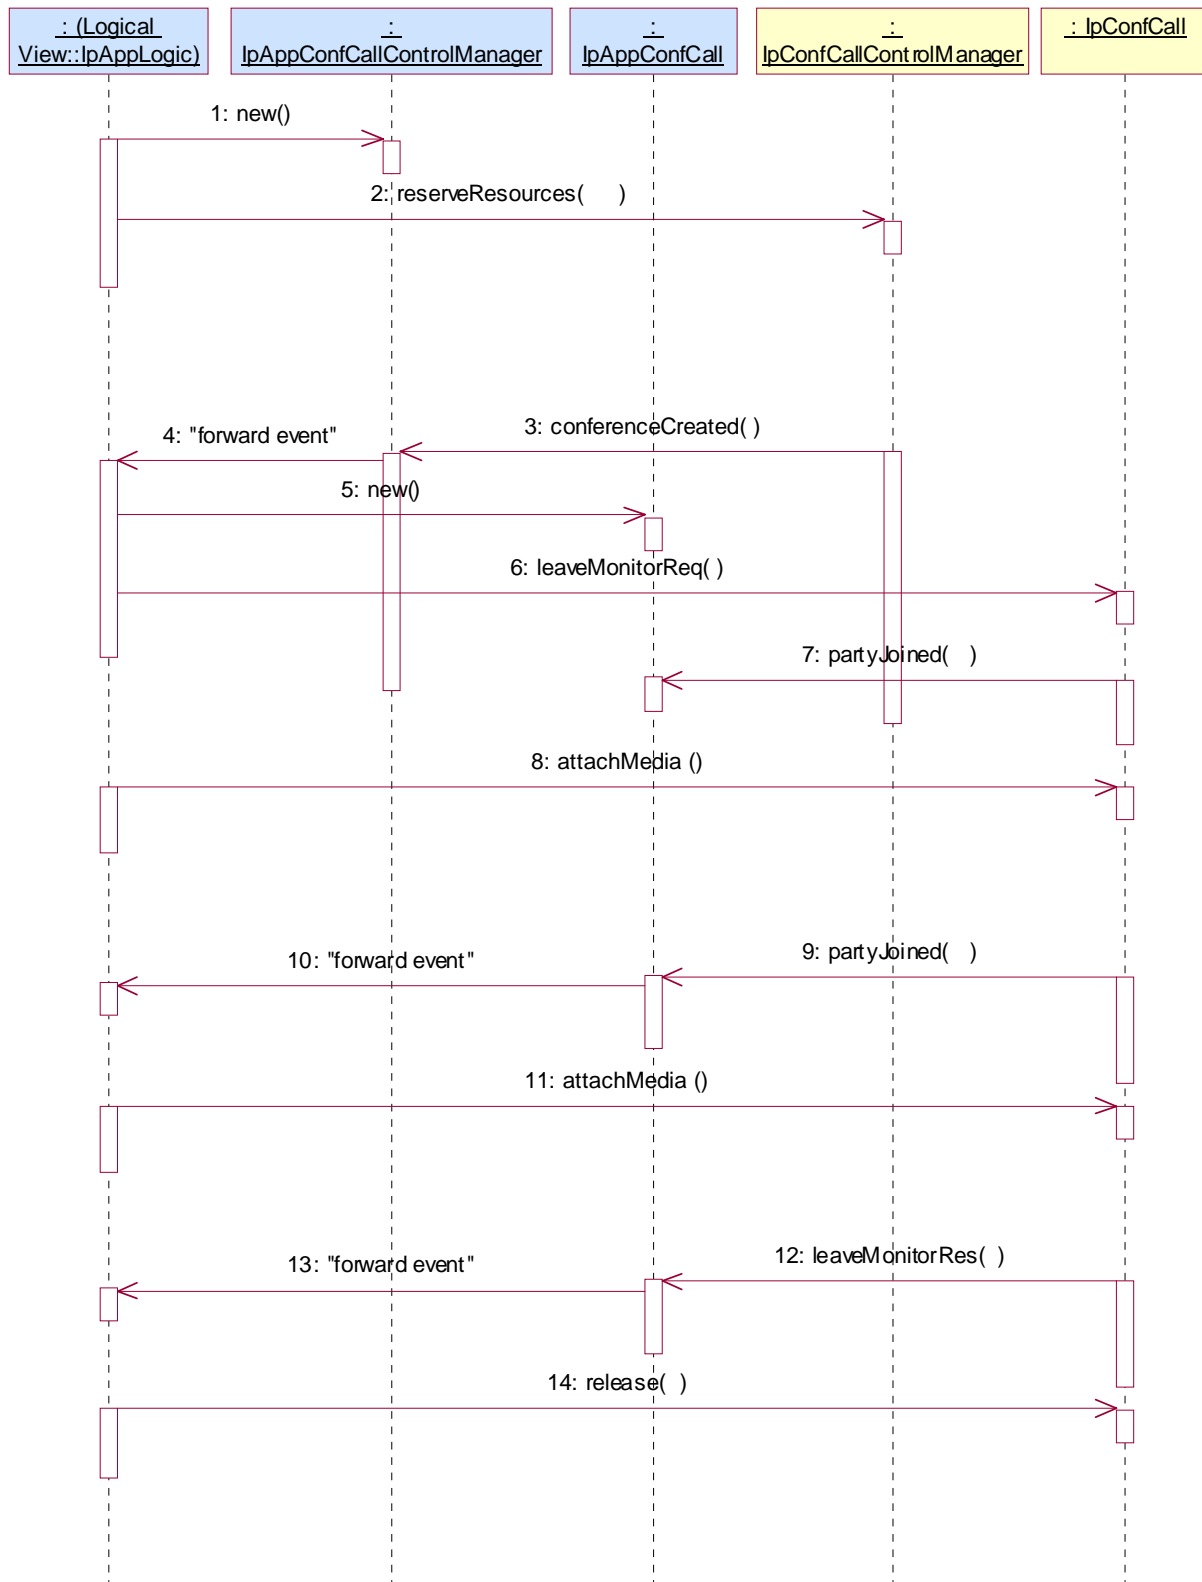 : (Logical
View::IpAppLogic)
:
IpAppConfCallControlManager
:
IpAppConfCall
:
IpConfCallControlManager
: IpConfCall
1: new()
2: reserveResources( )
3: conferenceCreated( )
4: "forward event"
5: new()
6: leaveMonitorReq( )
7: partyJoined( )
8: attachMedia ()
9: partyJoined( )
10: "forward event"
11: attachMedia ()
12: leaveMonitorRes( )
13: "forward event"
14: release( )